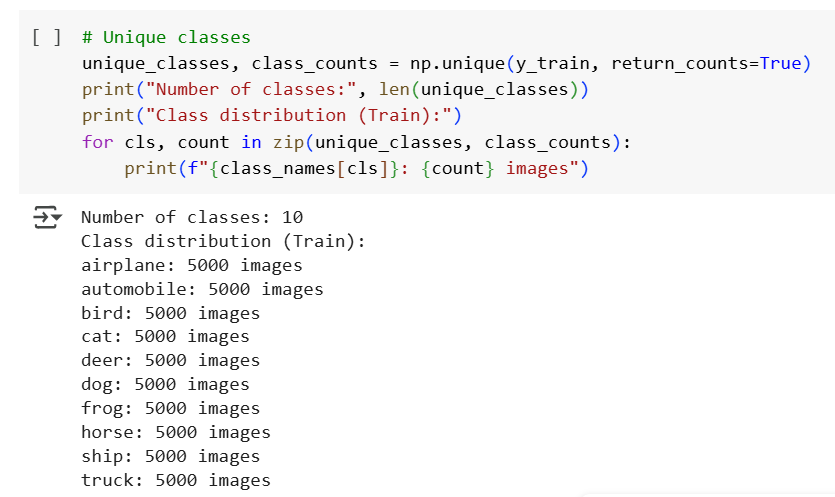 [ ] # Unique classes
unique_classes, class_counts = np.unique(y_train, return_counts=True)
print("Number of classes:", len(unique_classes))
print("Class distribution (Train):")
for cls, count in zip(unique_classes, class_counts):
    print(f"{class_names[cls]}: {count} images")
Number of classes: 10
Class distribution (Train):
airplane: 5000 images
automobile: 5000 images
bird: 5000 images
cat: 5000 images
deer: 5000 images
dog: 5000 images
frog: 5000 images
horse: 5000 images
ship: 5000 images
truck: 5000 images